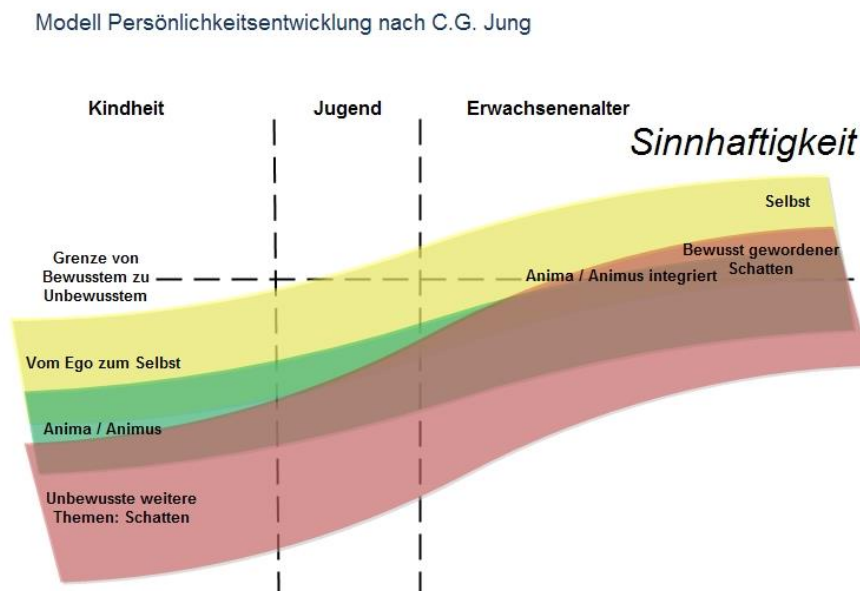 Modell Persönlichkeitsentwicklung nach C.G. Jung
Kindheit
Jugend
Erwachsenenalter
Sinnhaftigkeit
Selbst
Grenze von
Bewusstem zu
Unbewusstem
Bewusst gewordener
Schatten
Anima / Animus integriert
Vom Ego zum Selbst
Anima / Animus
Unbewusste weitere
Themen: Schatten